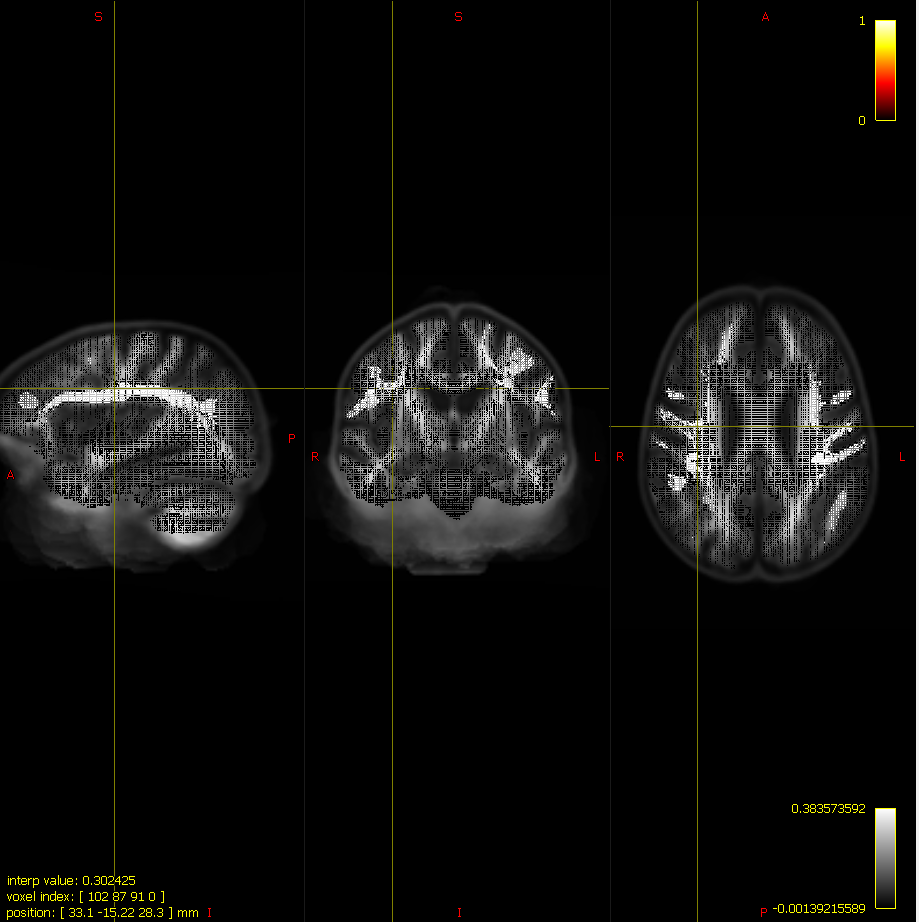 S
S
A
1
0
P
A
R
L
R
L
0.383573592
-0.00139215589
interp value: 0.302425
voxel index: [ 102 87 91 0 ]
position: [ 33.1 -15.22 28.3 ] mm
I
I
P